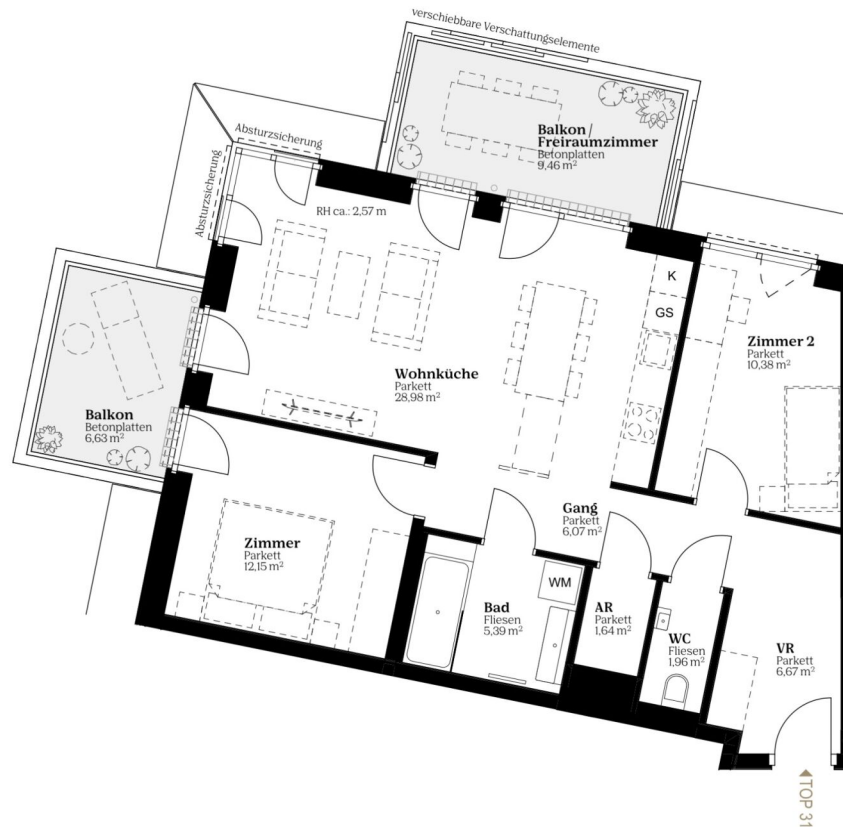 verschiebbare Verschattungselemente
Balkon /
Freiraumzimmer
Betonplatten
9,46 m²
Absturzsicherung
Absturzsicherung
RH ca.: 2,57 m
K
GS
Zimmer 2
Parkett
10,38 m²
Wohnküche
Parkett
28,98 m²
Balkon
Betonplatten
6,63 m²
Gang
Parkett
6,07 m²
Zimmer
Parkett
12,15 m²
WM
Bad
Fliesen
5,39 m²
AR
Parkett
1,64 m²
WC
Fliesen
1,96 m²
VR
Parkett
6,67 m²
TOP 31